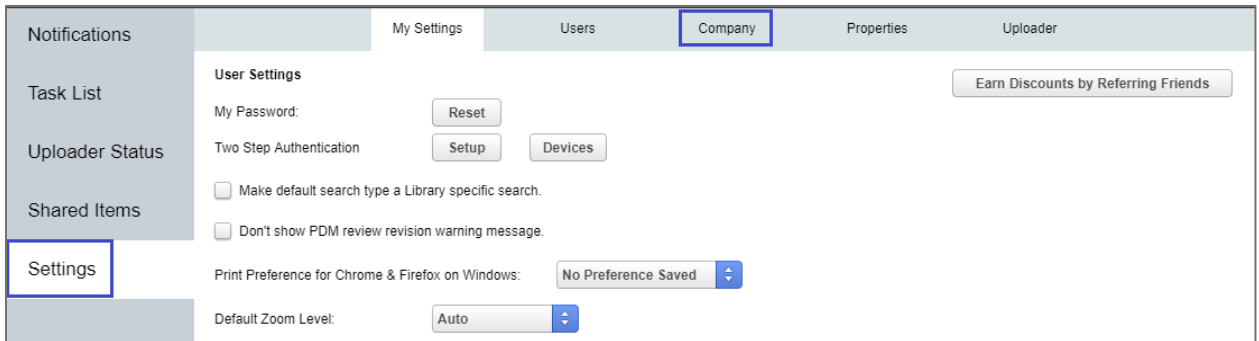 Notifications
Task List
Uploader Status
Shared Items
Settings
My Settings Users Company Properties Uploader
User Settings
Earn Discounts by Referring Friends
My Password: Reset
Two Step Authentication Setup Devices
Make default search type a Library specific search.
Don't show PDM review revision warning message.
Print Preference for Chrome & Firefox on Windows: No Preference Saved
Default Zoom Level: Auto